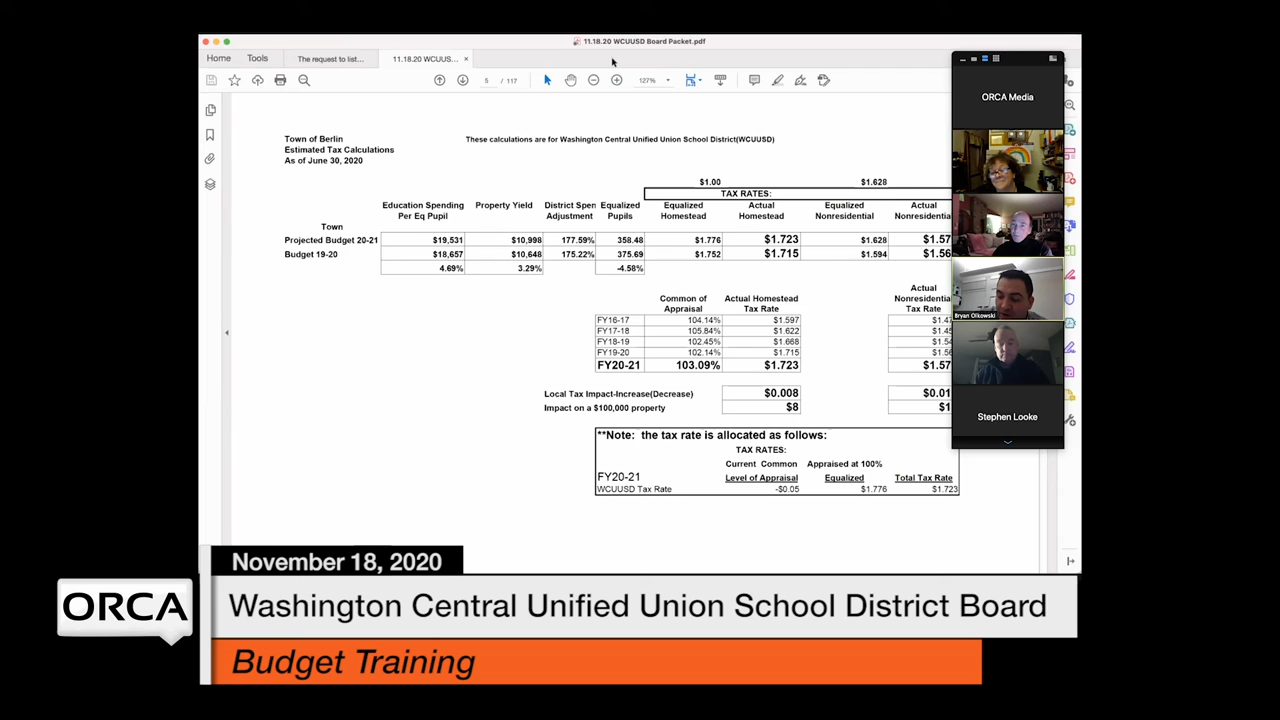 11.18.20 WCUUSD Board Packet.pdf
Home Tools The request to list... 11.18.20 WCUUS... ×
5 / 117 127%
ORCA Media
Town of Berlin These calculations are for Washington Central Unified Union School District(WCUUSD)
Estimated Tax Calculations
As of June 30, 2020
$1.00 $1.628
TAX RATES:
Education Spending Property Yield District Spen Equalized Equalized Actual Equalized Actual
Per Eq Pupil Adjustment Pupils Homestead Homestead Nonresidential Nonresidential
Town
Projected Budget 20-21 $19,531 $10,998 177.59% 358.48 $1.776 $1.723 $1.628 $1.57
Budget 19-20 $18,657 $10,648 175.22% 375.69 $1.752 $1.715 $1.594 $1.56
4.69% 3.29% -4.58%
Actual
Common of Actual Homestead Nonresidential
Appraisal Tax Rate Tax Rate
FY16-17 104.14% $1.597 $1.47
FY17-18 105.84% $1.622 $1.45
FY18-19 102.45% $1.668 $1.54
FY19-20 102.14% $1.715 $1.56
FY20-21 103.09% $1.723 $1.57
Bryan Olkowski
Local Tax Impact-Increase(Decrease) $0.008 $0.01
Impact on a $100,000 property $8 $1
Stephen Looke
**Note: the tax rate is allocated as follows:
TAX RATES:
Current Common Appraised at 100%
FY20-21 Level of Appraisal Equalized Total Tax Rate
WCUUSD Tax Rate -$0.05 $1.776 $1.723
November 18, 2020
ORCA
Washington Central Unified Union School District Board
Budget Training